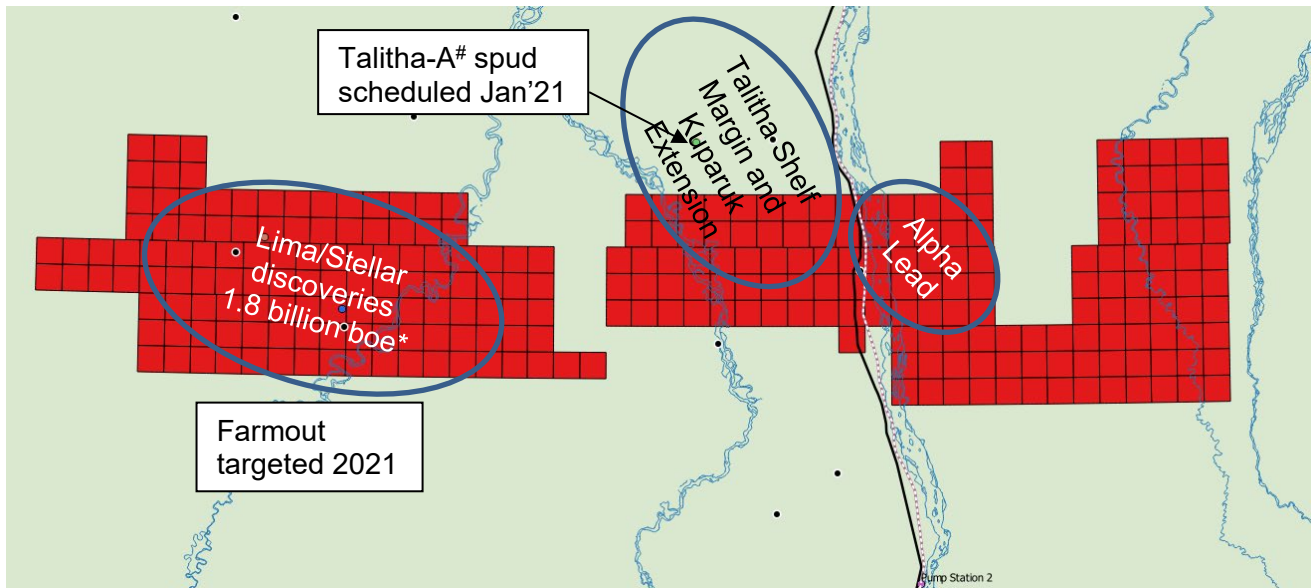 Talitha-A# spud
scheduled Jan'21
Talitha Shelf
Margin and
Kuparuk
Extension
Alpha
Lead
Lima/Stellar
discoveries
1.8 billion boe*
Farmout
targeted 2021
Pump Station 2